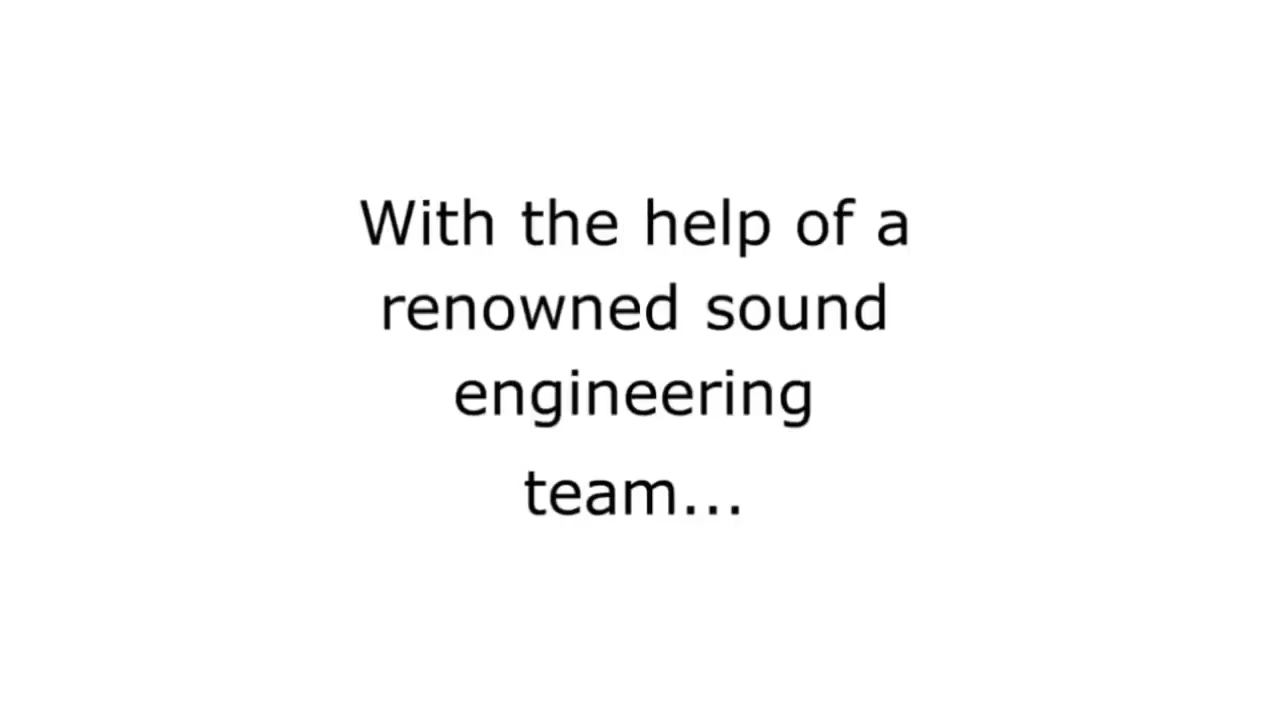 With the help of a
renowned sound
engineering
team...